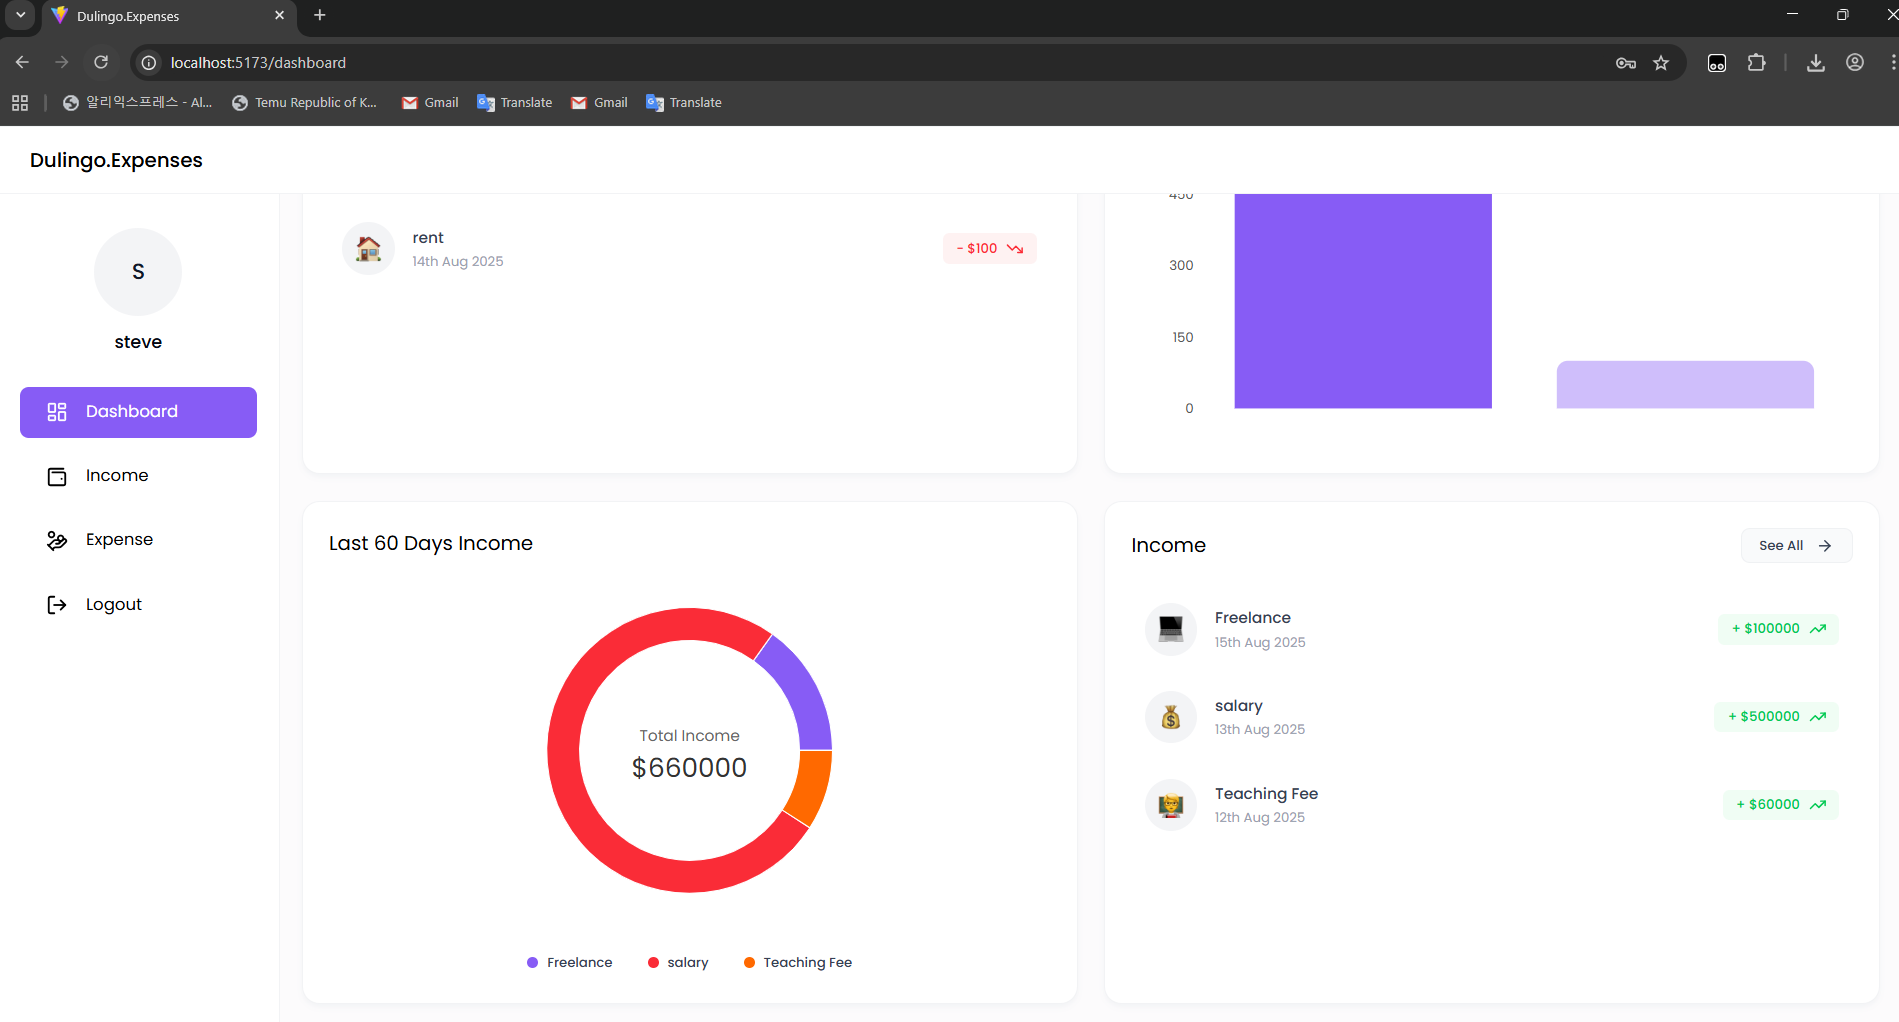 Dulingo.Expenses
localhost:5173/dashboard
알리익스프레스 - Al...
Temu Republic of K...
Gmail
Translate
Gmail
Translate
Dulingo.Expenses
S
steve
Dashboard
Income
Expense
Logout
rent
14th Aug 2025
- $100
450
300
150
0
Last 60 Days Income
Total Income
$660000
Freelance
salary
Teaching Fee
Income
See All
Freelance
15th Aug 2025
+ $100000
salary
13th Aug 2025
+ $500000
Teaching Fee
12th Aug 2025
+ $60000